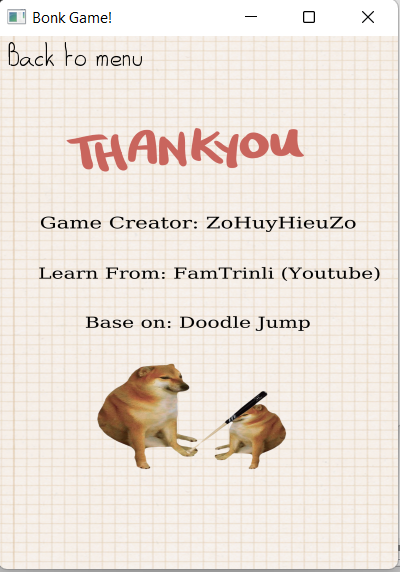 Bonk Game!
Back to menu
THANKYOU
Game Creator: ZoHuyHieuZo
Learn From: FamTrinli (Youtube)
Base on: Doodle Jump